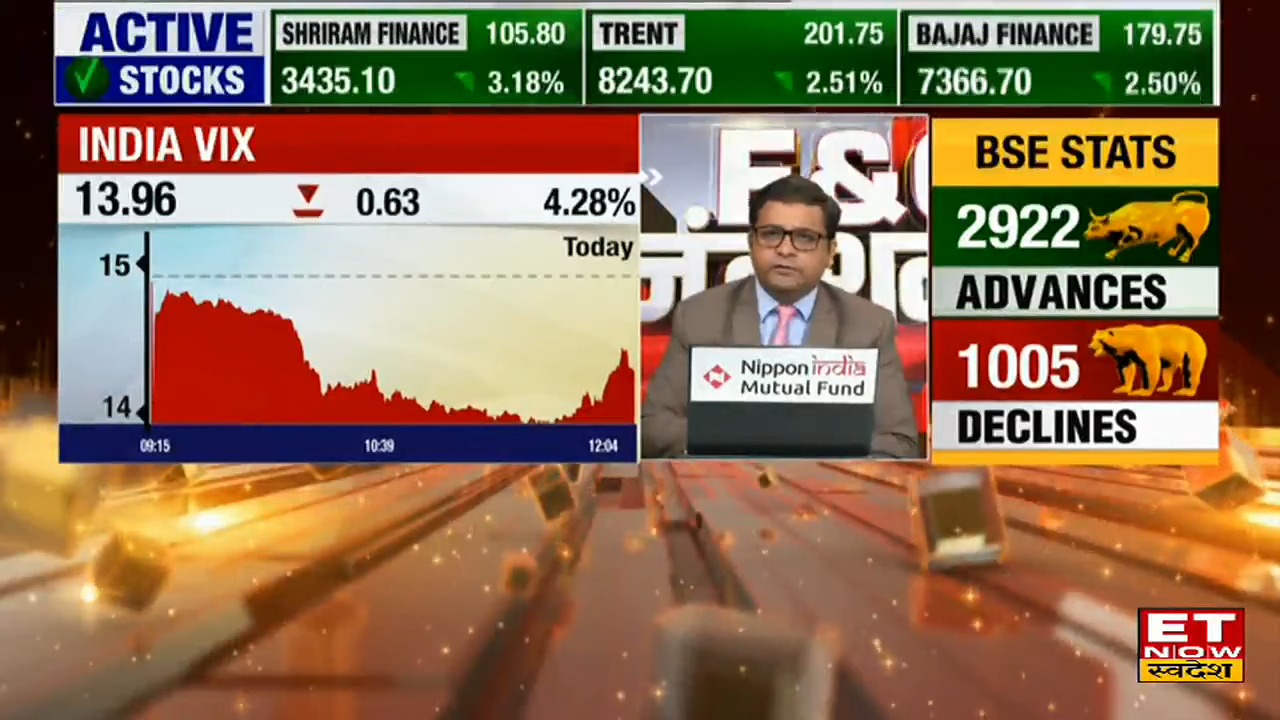 ACTIVE
STOCKS
SHRIRAM FINANCE 105.80
3435.10 3.18%
TRENT 201.75
8243.70 2.51%
BAJAJ FINANCE 179.75
7366.70 2.50%
INDIA VIX
13.96 0.63 4.28%
Today
15
14
09:15 10:39 12:04
F&O
Nippon india
Mutual Fund
BSE STATS
2922
ADVANCES
1005
DECLINES
ET
NOW
स्वदेश